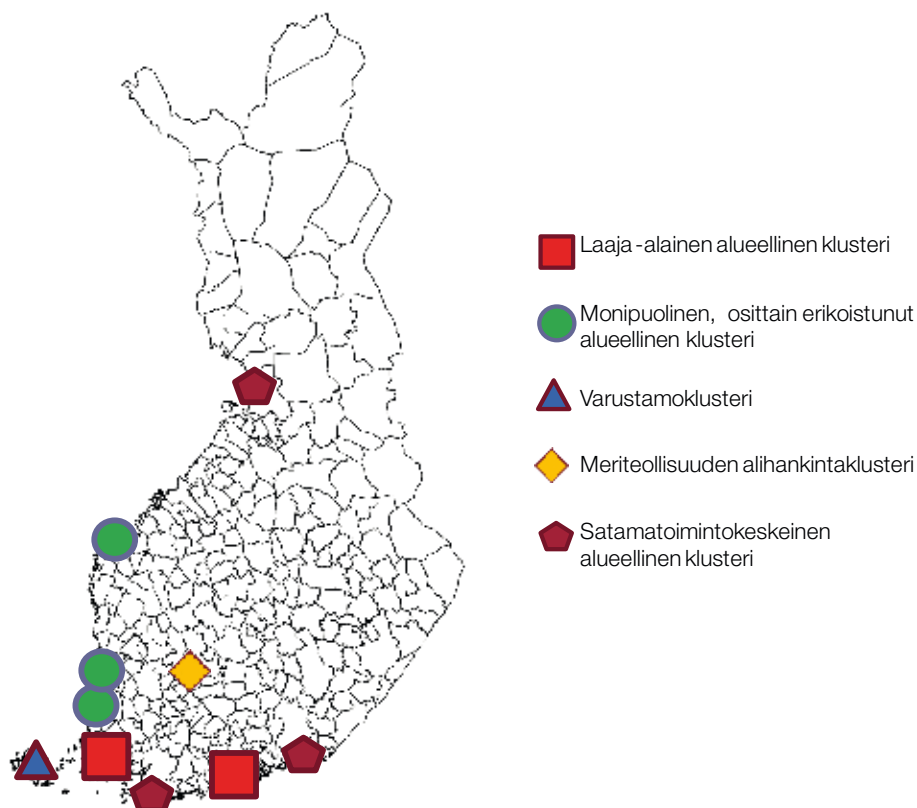 Laaja-alainen alueellinen klusteri
Monipuolinen, osittain erikoistunut
alueellinen klusteri
Varustamoklusteri
Meriteollisuuden alihankintaklusteri
Satamatoimintokeskeinen
alueellinen klusteri